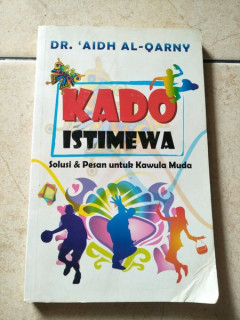 DR. 'AIDH AL-QARNY
KADO
ISTIMEWA
Solusi & Pesan untuk Kawula Muda